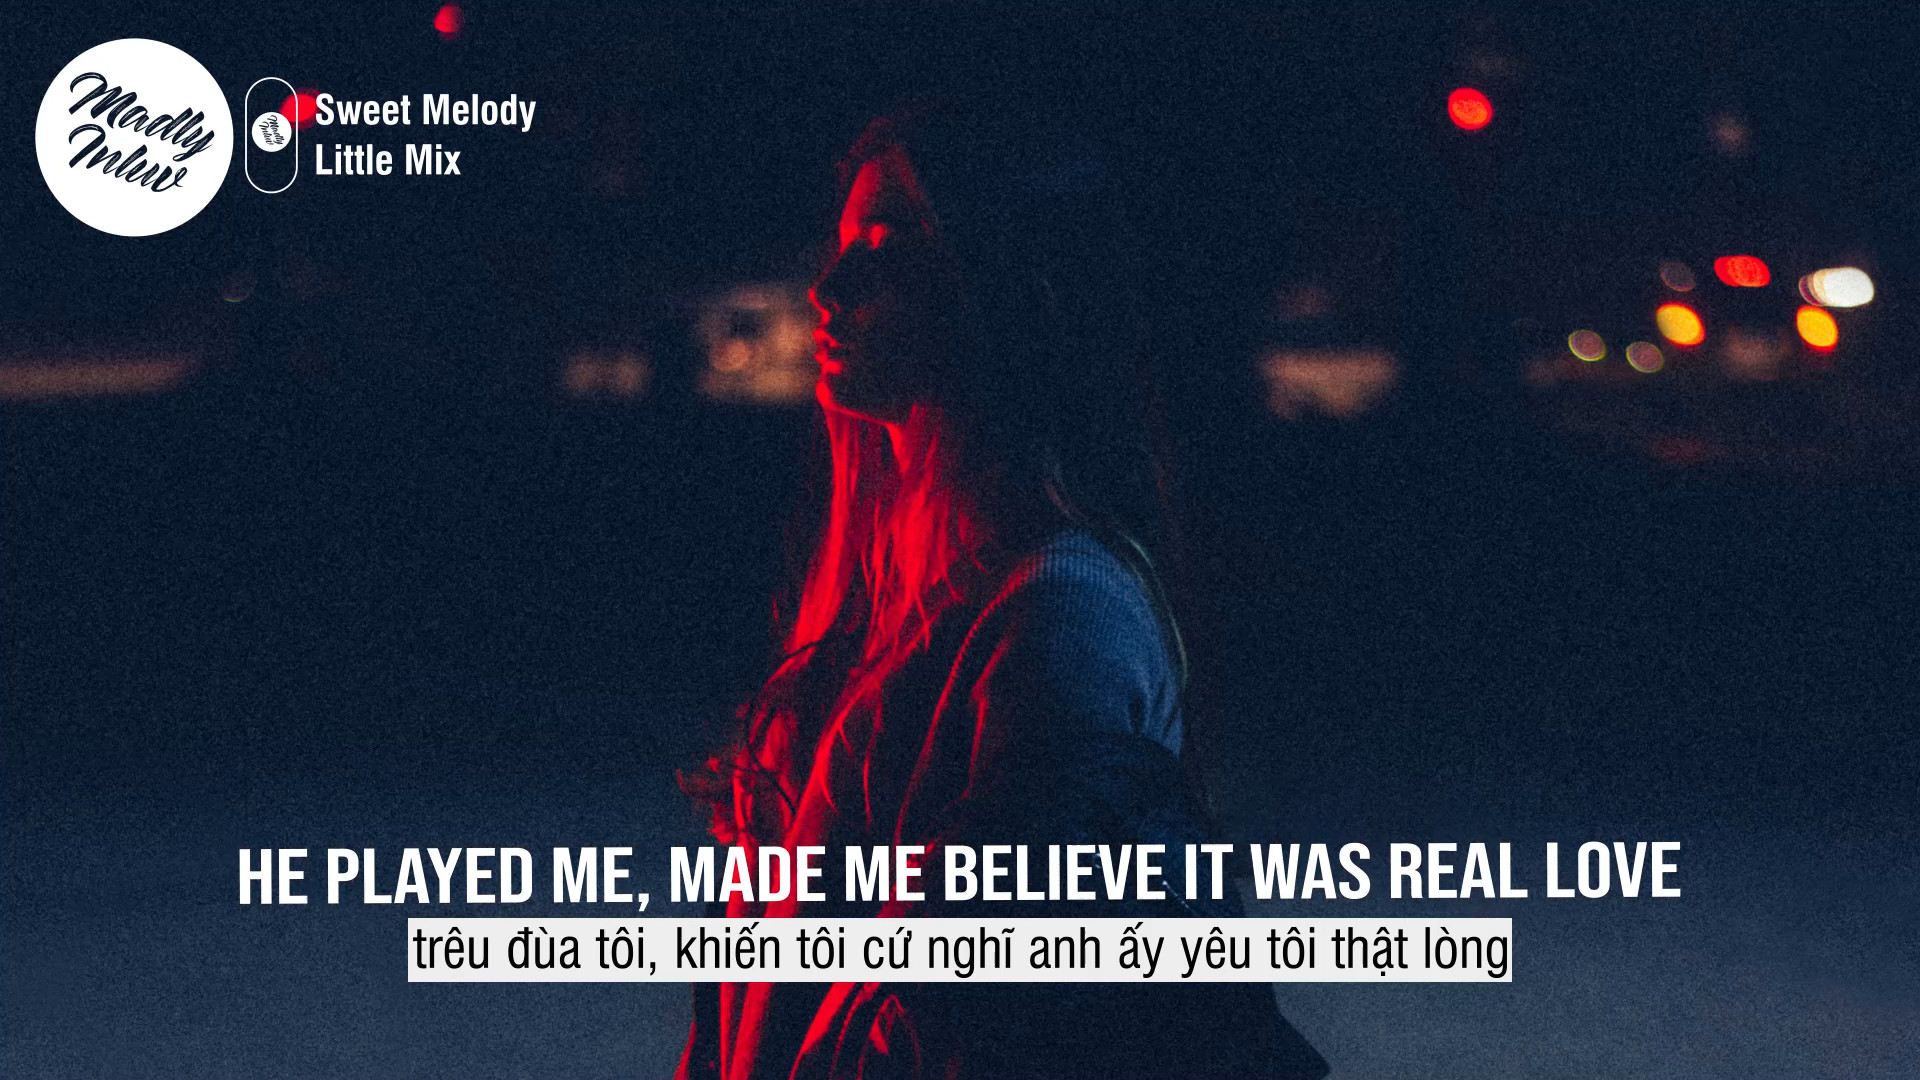 Madly
Inluv
Sweet Melody
Little Mix
HE PLAYED ME, MADE ME BELIEVE IT WAS REAL LOVE
trêu đùa tôi, khiến tôi cứ nghĩ anh ấy yêu tôi thật lòng